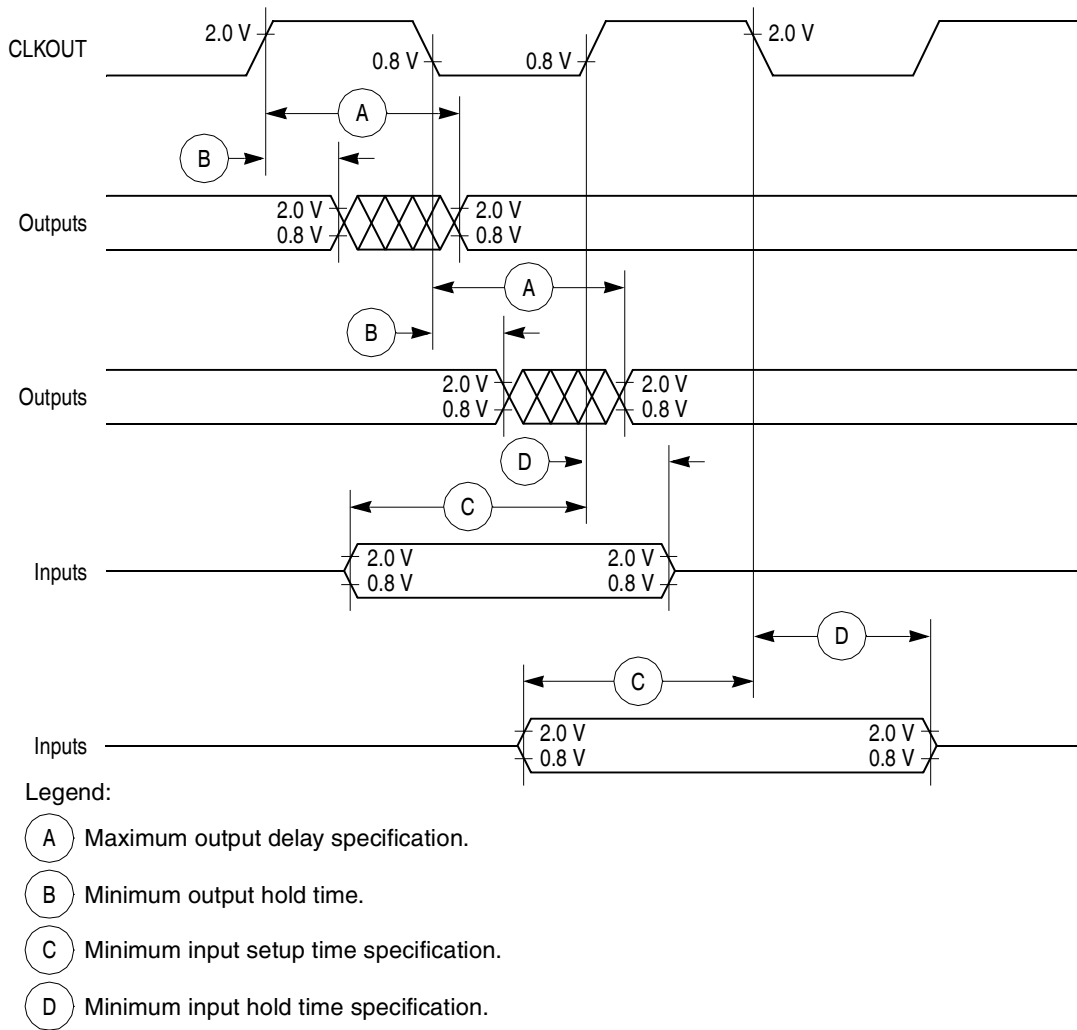 CLKOUT
2.0 V
0.8 V
0.8 V
2.0 V
A
B
Outputs
2.0 V
0.8 V
2.0 V
0.8 V
A
B
Outputs
2.0 V
0.8 V
2.0 V
0.8 V
D
C
Inputs
2.0 V
0.8 V
2.0 V
0.8 V
D
C
Inputs
2.0 V
0.8 V
2.0 V
0.8 V
Legend:
A Maximum output delay specification.
B Minimum output hold time.
C Minimum input setup time specification.
D Minimum input hold time specification.